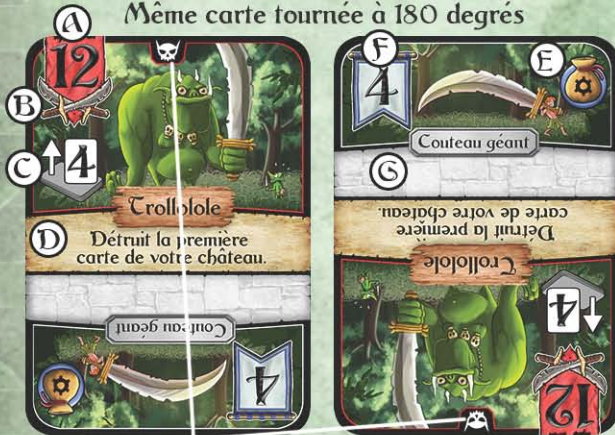 Même carte tournée à 180 degrés
A
12
B
C
4
Trollolole
D
Détruit la première
carte de votre château.
Couteau géant
4
F
4
E
Couteau géant
G
Détruit la première
carte de votre château.
Trollolole
4
12